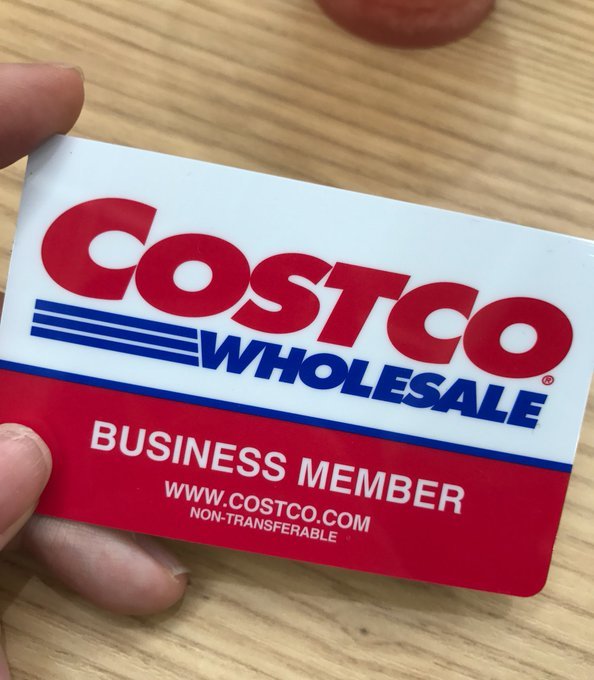 COSTCO®
WHOLESALE
BUSINESS MEMBER
WWW.COSTCO.COM
NON-TRANSFERABLE